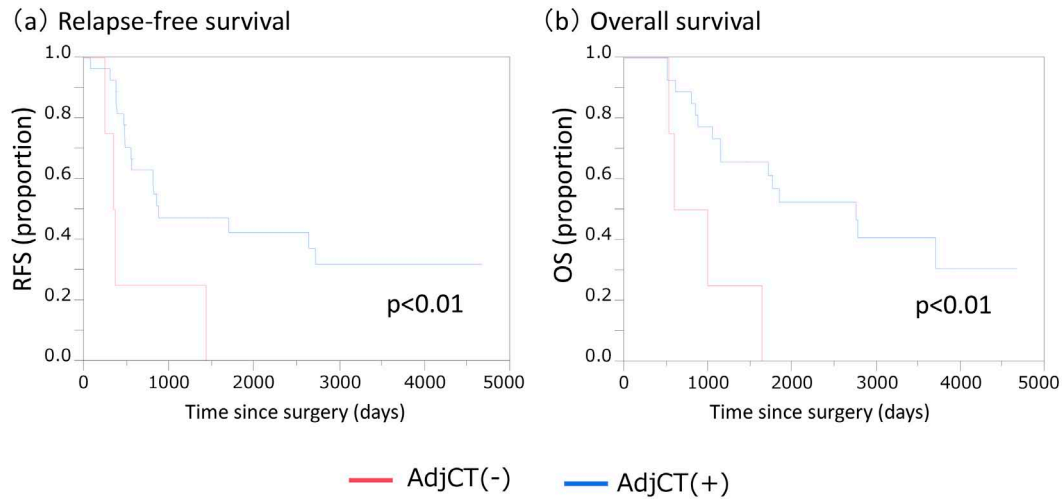 (a) Relapse-free survival
1.0
0.8
0.6
0.4
0.2
0.0
RFS (proportion)
p<0.01
0 1000 2000 3000 4000 5000
Time since surgery (days)
(b) Overall survival
1.0
0.8
0.6
0.4
0.2
0.0
OS (proportion)
p<0.01
0 1000 2000 3000 4000 5000
Time since surgery (days)
AdjCT(-) AdjCT(+)